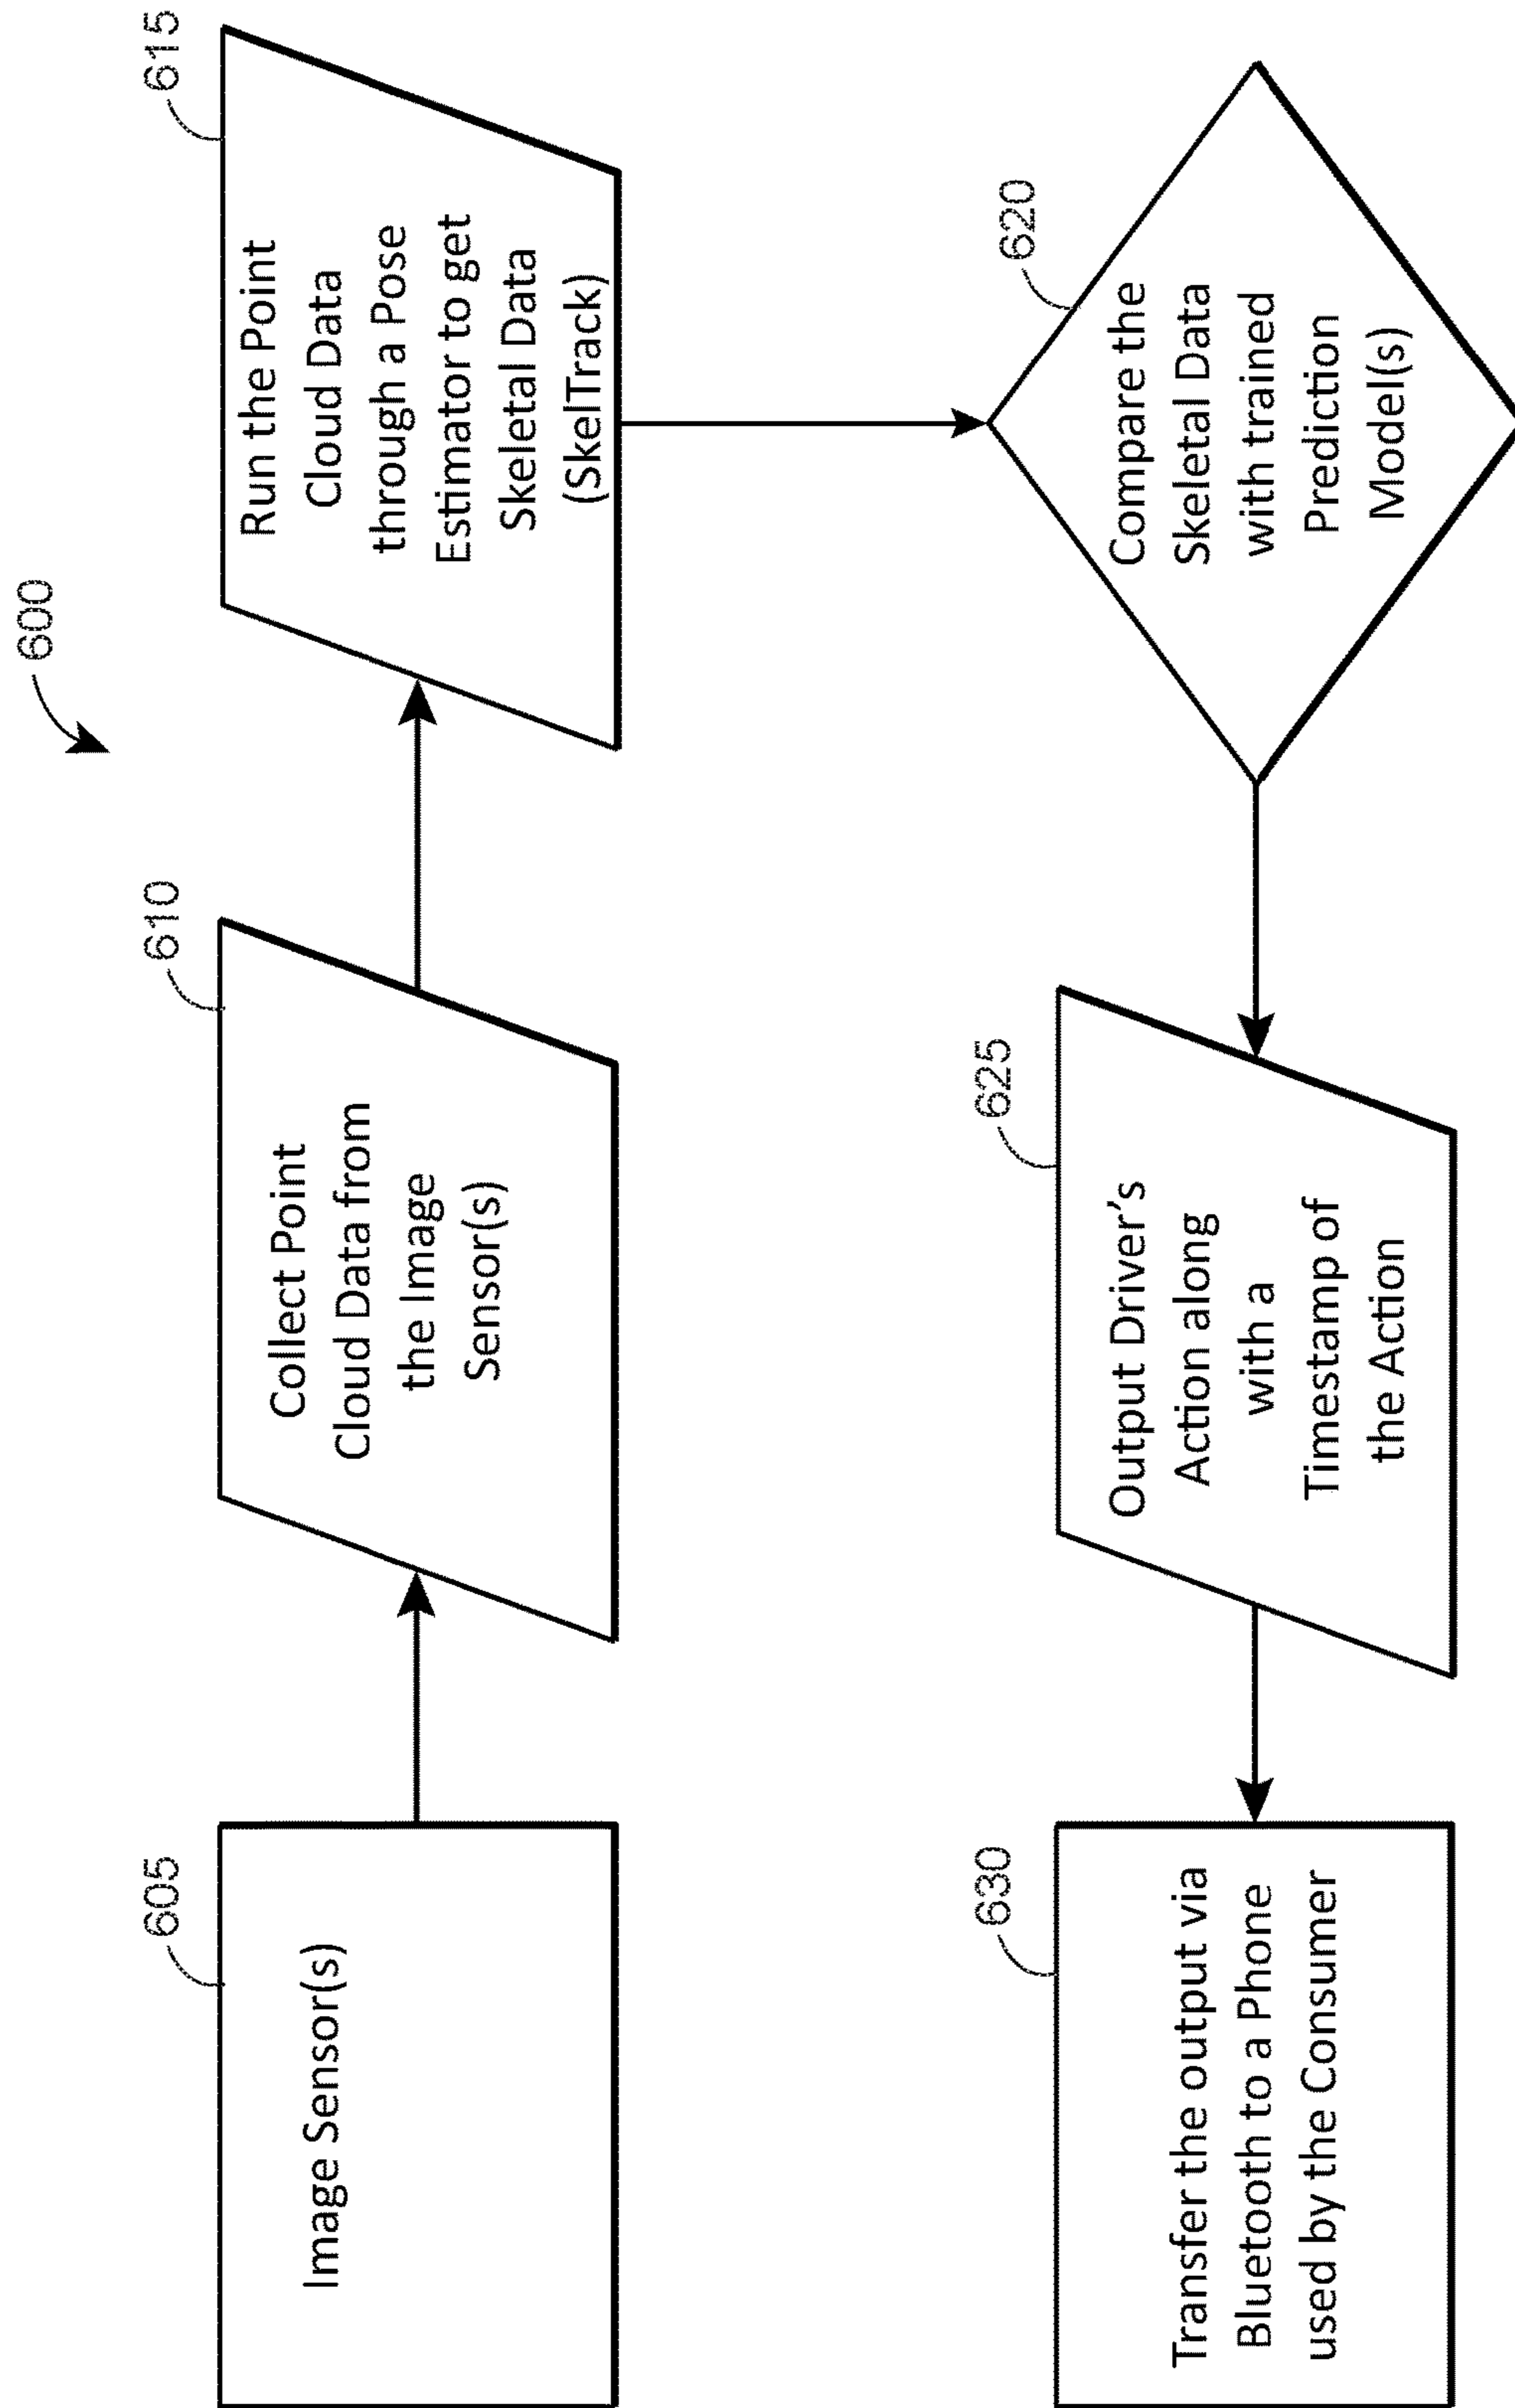 600
605
Image Sensor(s)
610
Collect Point
Cloud Data from
the Image
Sensor(s)
615
Run the Point
Cloud Data
through a Pose
Estimator to get
Skeletal Data
(SkelTrack)
620
Compare the
Skeletal Data
with trained
Prediction
Model(s)
625
Output Driver’s
Action along
with a
Timestamp of
the Action
630
Transfer the output via
Bluetooth to a Phone
used by the Consumer